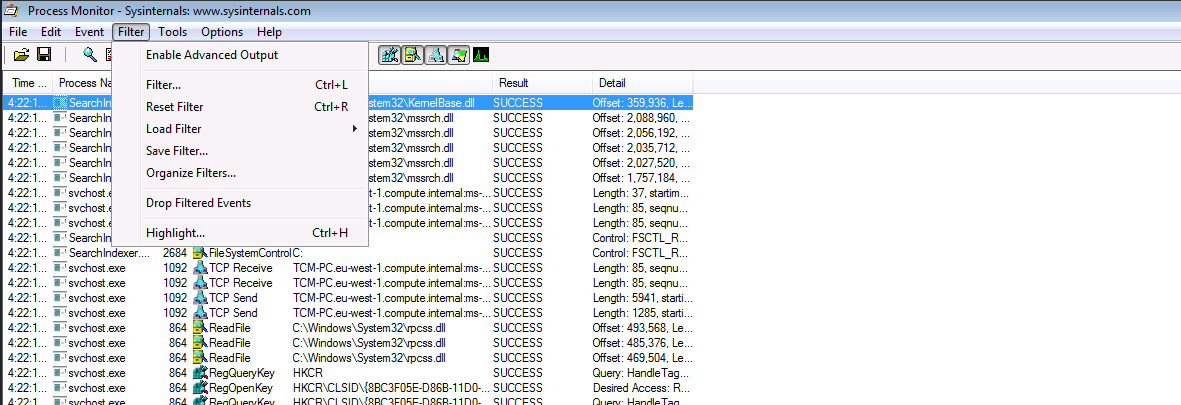 Process Monitor - Sysinternals: www.sysinternals.com
File Edit Event Filter Tools Options Help
Enable Advanced Output
Filter... Ctrl+L
Reset Filter Ctrl+R
Load Filter
Save Filter...
Organize Filters...
Drop Filtered Events
Highlight... Ctrl+H
Time ... Process Na Result Detail
4:22:1... SearchIn stem32\KernelBase.dll SUCCESS Offset: 359,936, Le...
4:22:1... SearchIn stem32\mssrch.dll SUCCESS Offset: 2,088,960, ...
4:22:1... SearchIn stem32\mssrch.dll SUCCESS Offset: 2,056,192, ...
4:22:1... SearchIn stem32\mssrch.dll SUCCESS Offset: 2,035,712, ...
4:22:1... SearchIn stem32\mssrch.dll SUCCESS Offset: 2,027,520, ...
4:22:1... SearchIn stem32\mssrch.dll SUCCESS Offset: 1,757,184, ...
4:22:1... svchost.e west-1.compute.internal:ms-... SUCCESS Length: 37, startim...
4:22:1... svchost.e west-1.compute.internal:ms-... SUCCESS Length: 85, seqnu...
4:22:1... svchost.e west-1.compute.internal:ms-... SUCCESS Length: 85, seqnu...
4:22:1... SearchIn SUCCESS Control: FSCTL_R...
4:22:1... SearchIndexer.... 2684 FileSystemControl C: SUCCESS Control: FSCTL_R...
4:22:1... svchost.exe 1092 TCP Receive TCM-PC.eu-west-1.compute.internal:ms-... SUCCESS Length: 85, seqnu...
4:22:1... svchost.exe 1092 TCP Receive TCM-PC.eu-west-1.compute.internal:ms-... SUCCESS Length: 85, seqnu...
4:22:1... svchost.exe 1092 TCP Send TCM-PC.eu-west-1.compute.internal:ms-... SUCCESS Length: 5941, starti...
4:22:1... svchost.exe 1092 TCP Send TCM-PC.eu-west-1.compute.internal:ms-... SUCCESS Length: 1285, starti...
4:22:1... svchost.exe 864 ReadFile C:\Windows\System32\rpcss.dll SUCCESS Offset: 493,568, Le...
4:22:1... svchost.exe 864 ReadFile C:\Windows\System32\rpcss.dll SUCCESS Offset: 485,376, Le...
4:22:1... svchost.exe 864 ReadFile C:\Windows\System32\rpcss.dll SUCCESS Offset: 469,504, Le...
4:22:1... svchost.exe 864 RegQueryKey HKCR SUCCESS Query: HandleTag...
4:22:1... svchost.exe 864 RegOpenKey HKCR\CLSID\{8BC3F05E-D86B-11D0-... SUCCESS Desired Access: R...
4:22:1... svchost.exe 864 RegQueryKey HKCR\CLSID\{8BC3F05E-D86B-11D0-... SUCCESS Query: HandleTag...